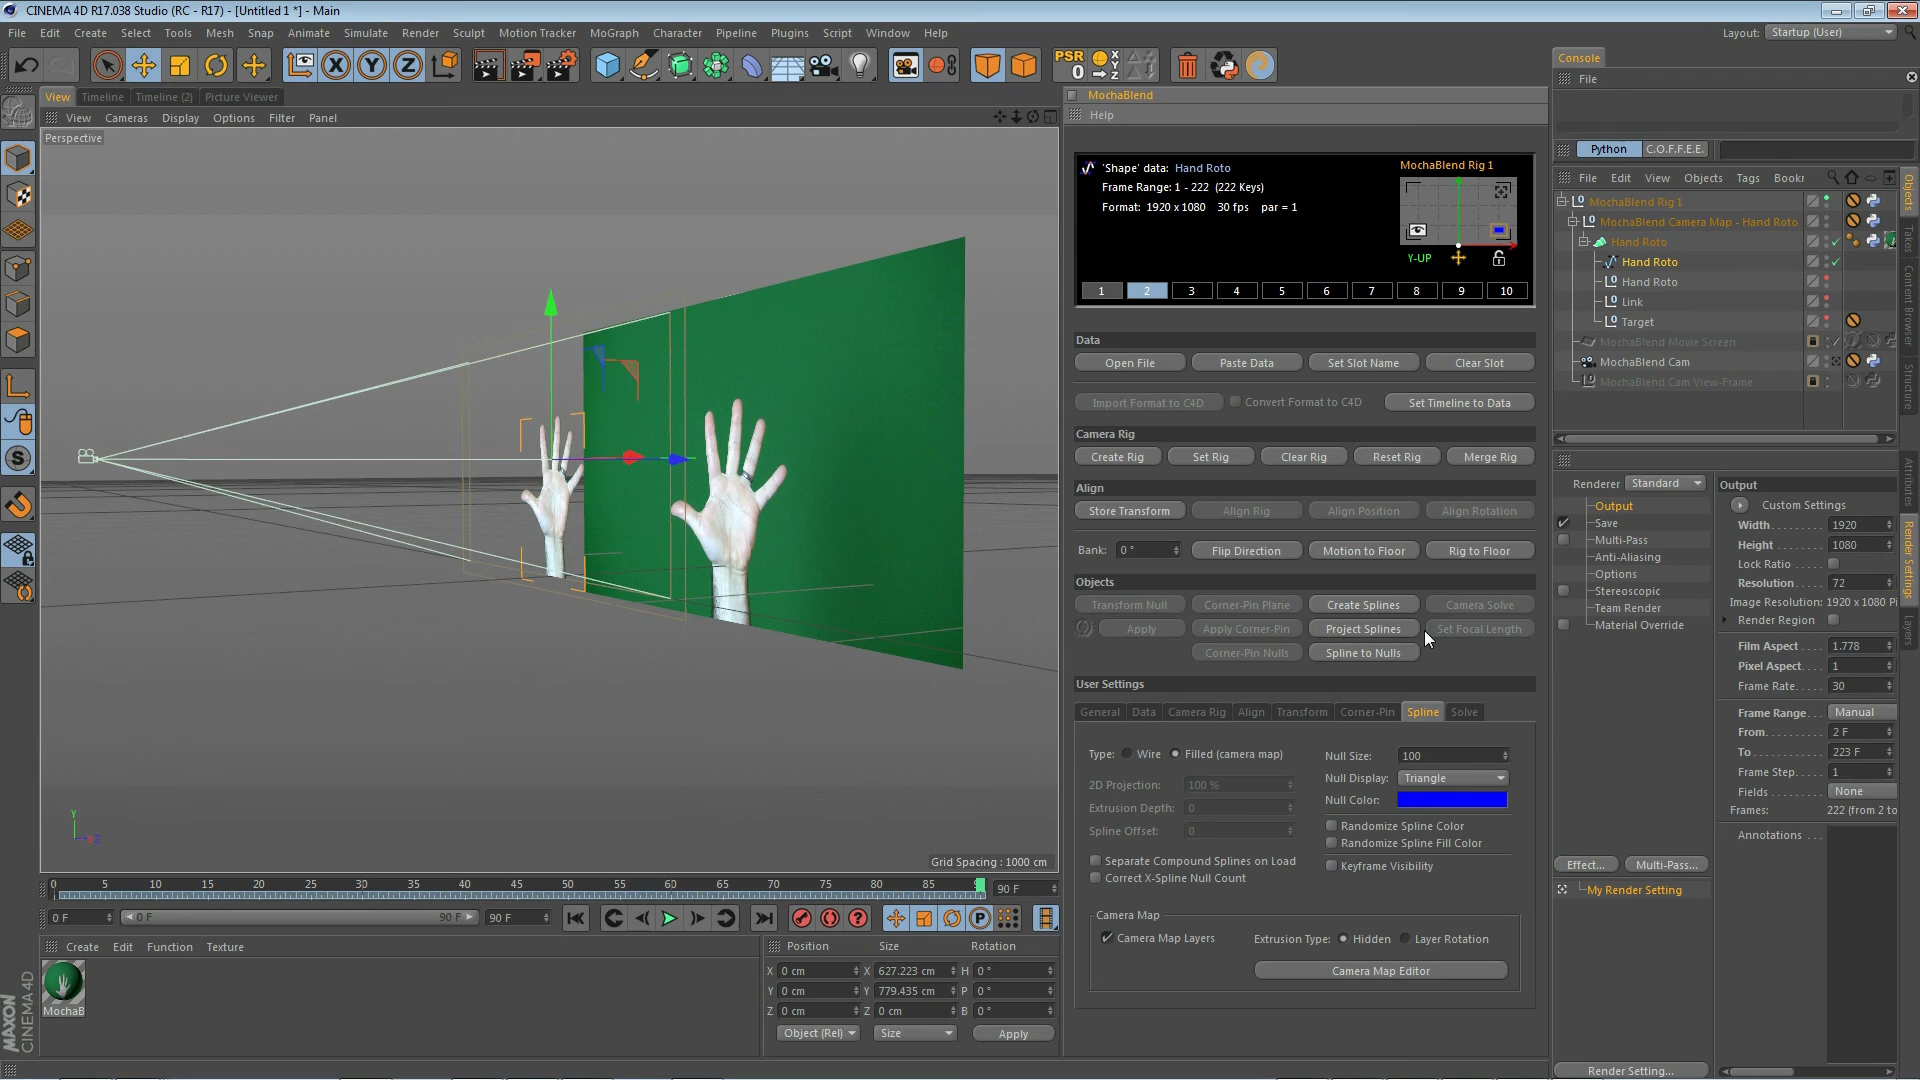 CINEMA 4D R17.038 Studio (RC - R17) - [Untitled 1 *] - Main
File Edit Create Select Tools Mesh Snap Animate Simulate Render Sculpt Motion Tracker MoGraph Character Pipeline Plugins Script Window Help
Layout: Startup (User)
PSR
0
View Timeline Timeline (2) Picture Viewer
View Cameras Display Options Filter Panel
Perspective
Y-UP
Grid Spacing : 1000 cm
0 5 10 15 20 25 30 35 40 45 50 55 60 65 70 75 80 85
90 F
0 F
0 F
90 F
90 F
Create Edit Function Texture
MochaB
MAXON
CINEMA 4D
Position Size Rotation
X 0 cm X 627.223 cm H 0 °
Y 0 cm Y 779.435 cm P 0 °
Z 0 cm Z 0 cm B 0 °
Object (Rel) Size Apply
MochaBlend
Help
'Shape' data: Hand Roto
Frame Range: 1 - 222 (222 Keys)
Format: 1920 x 1080 30 fps par = 1
MochaBlend Rig 1
1 2 3 4 5 6 7 8 9 10
Data
Open File Paste Data Set Slot Name Clear Slot
Import Format to C4D Convert Format to C4D Set Timeline to Data
Camera Rig
Create Rig Set Rig Clear Rig Reset Rig Merge Rig
Align
Store Transform Align Rig Align Position Align Rotation
Bank: 0 ° Flip Direction Motion to Floor Rig to Floor
Objects
Transform Null Corner-Pin Plane Create Splines Camera Solve
Apply Apply Corner-Pin Project Splines Set Focal Length
Corner-Pin Nulls Spline to Nulls
User Settings
General Data Camera Rig Align Transform Corner-Pin Spline Solve
Type: Wire Filled (camera map)
2D Projection: 100 %
Extrusion Depth: 0
Spline Offset: 0
Separate Compound Splines on Load
Correct X-Spline Null Count
Null Size: 100
Null Display: Triangle
Null Color:
Randomize Spline Color
Randomize Spline Fill Color
Keyframe Visibility
Camera Map
Camera Map Layers Extrusion Type: Hidden Layer Rotation
Camera Map Editor
Console
File
Python C.O.F.F.E.E.
File Edit View Objects Tags Bookr
MochaBlend Rig 1
MochaBlend Camera Map - Hand Roto
Hand Roto
Hand Roto
Hand Roto
Link
Target
MochaBlend Movie Screen
MochaBlend Cam
MochaBlend Cam View-Frame
Renderer Standard
Output
Save
Multi-Pass
Anti-Aliasing
Options
Stereoscopic
Team Render
Material Override
Effect... Multi-Pass...
My Render Setting
Render Setting...
Output
Custom Settings
Width 1920
Height 1080
Lock Ratio
Resolution 72
Image Resolution: 1920 x 1080 Pi
Render Region
Film Aspect 1.778
Pixel Aspect 1
Frame Rate 30
Frame Range Manual
From 2 F
To 223 F
Frame Step 1
Fields None
Frames: 222 (from 2 to
Annotations
Objects
Takes
Content Browser
Structure
Attributes
Render Settings
Layers